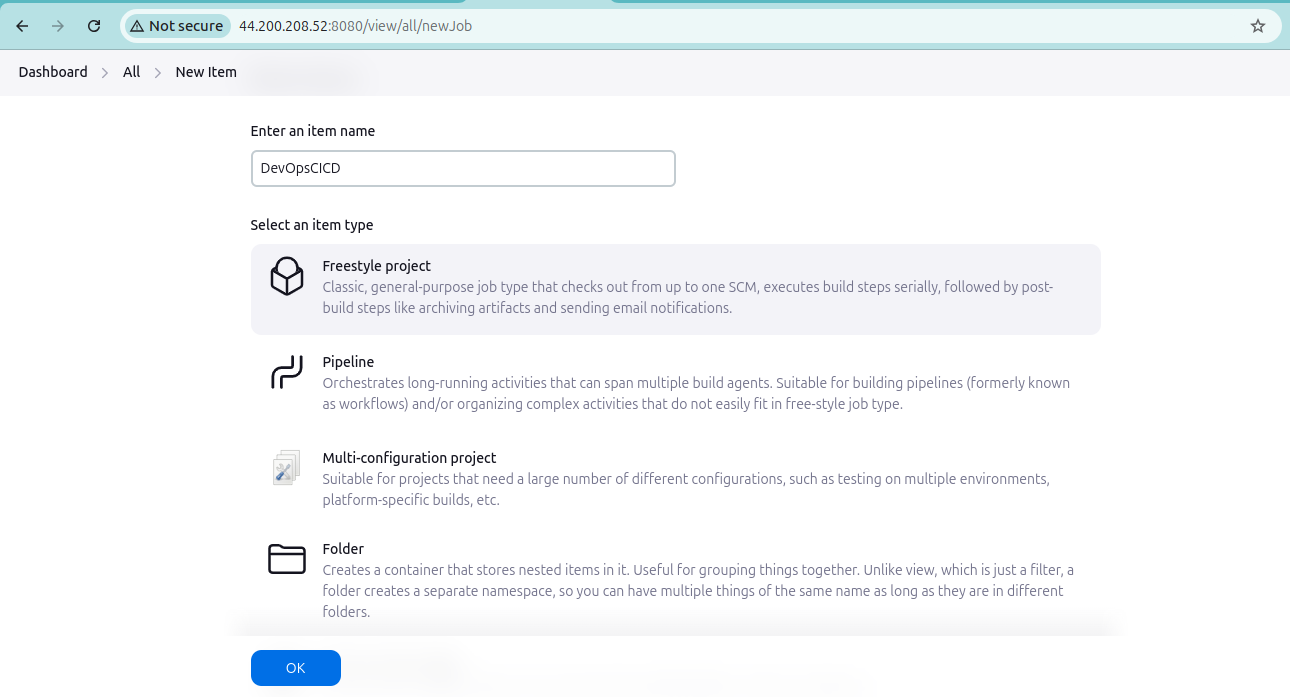 Not secure 44.200.208.52:8080/view/all/newJob
Dashboard All New Item
Enter an item name
DevOpsCICD
Select an item type
Freestyle project
Classic, general-purpose job type that checks out from up to one SCM, executes build steps serially, followed by post-
build steps like archiving artifacts and sending email notifications.
Pipeline
Orchestrates long-running activities that can span multiple build agents. Suitable for building pipelines (formerly known
as workflows) and/or organizing complex activities that do not easily fit in free-style job type.
Multi-configuration project
Suitable for projects that need a large number of different configurations, such as testing on multiple environments,
platform-specific builds, etc.
Folder
Creates a container that stores nested items in it. Useful for grouping things together. Unlike view, which is just a filter, a
folder creates a separate namespace, so you can have multiple things of the same name as long as they are in different
folders.
OK